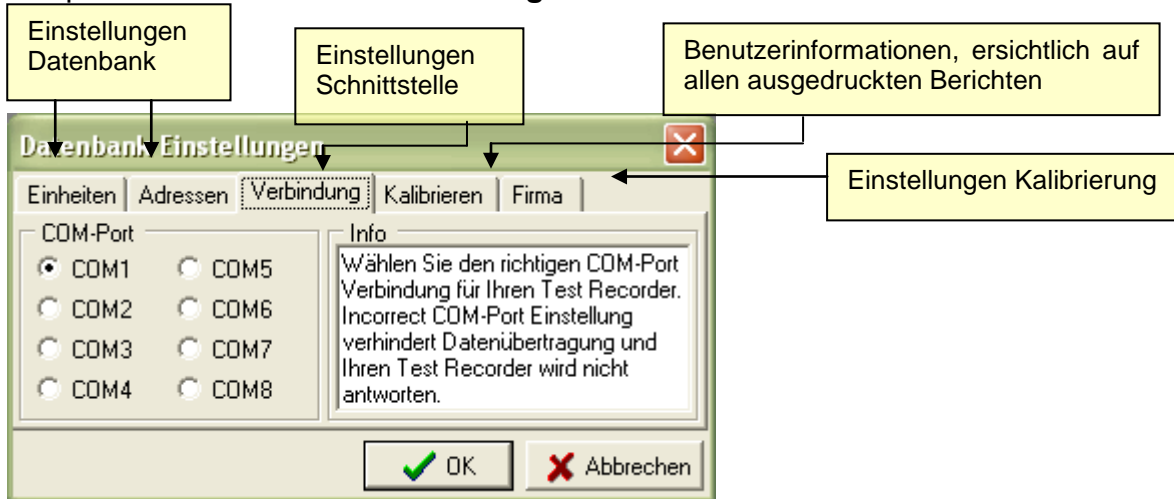 Einstellungen
Datenbank
Einstellungen
Schnittstelle
Benutzerinformationen, ersichtlich auf
allen ausgedruckten Berichten
Datenbank Einstellungen
Einheiten Adressen Verbindung Kalibrieren Firma
Einstellungen Kalibrierung
COM-Port
COM1 COM5
COM2 COM6
COM3 COM7
COM4 COM8
Info
Wählen Sie den richtigen COM-Port
Verbindung für Ihren Test Recorder.
Incorrect COM-Port Einstellung
verhindert Datenübertragung und
Ihren Test Recorder wird nicht
antworten.
OK Abbrechen